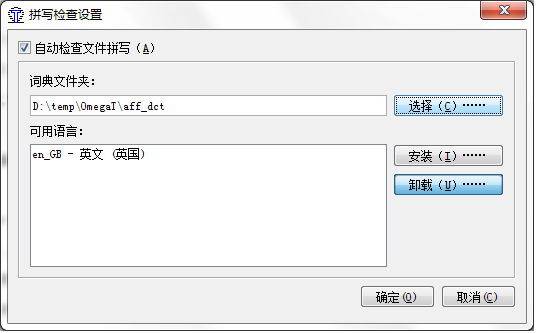 拼写检查设置
自动检查文件拼写（A）
词典文件夹：
D:\temp\OmegaT\aff_dct
选择（C）……
可用语言：
en_GB - 英文 (英国)
安装（I）……
卸载（U）……
确定(O)
取消(C)